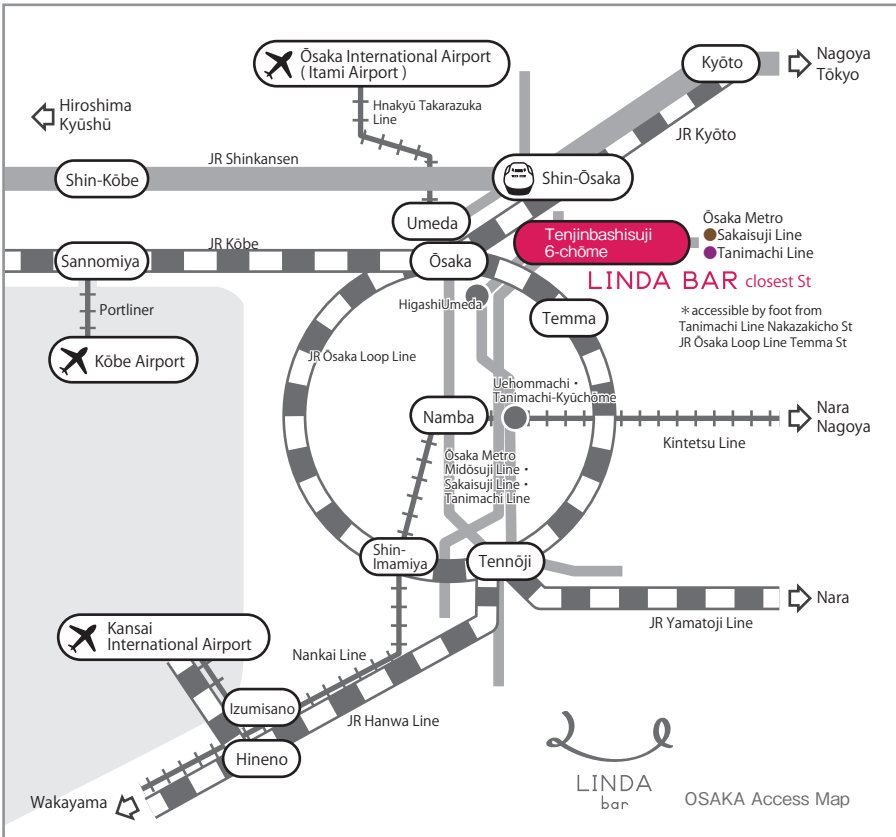 Ōsaka International Airport
( Itami Airport )
Kyōto
Nagoya
Tōkyo
Hiroshima
Kyūshū
Hnakyū Takarazuka
Line
JR Kyōto
JR Shinkansen
Shin-Kōbe
Shin-Ōsaka
Umeda
Tenjinbashisuji
6-chōme
Ōsaka Metro
Sakaisuji Line
Tanimachi Line
JR Kōbe
Sannomiya
Ōsaka
LINDA BAR closest St
HigashiUmeda
Temma
*accessible by foot from
Tanimachi Line Nakazakicho St
JR Ōsaka Loop Line Temma St
Portliner
Kōbe Airport
JR Ōsaka Loop Line
Uehommachi・
Tanimachi-Kyūchōme
Namba
Nara
Nagoya
Kintetsu Line
Ōsaka Metro
Midōsuji Line・
Sakaisuji Line・
Tanimachi Line
Shin-
Imamiya
Tennōji
Nara
JR Yamatoji Line
Kansai
International Airport
Nankai Line
Izumisano
JR Hanwa Line
Hineno
Wakayama
LINDA
bar
OSAKA Access Map